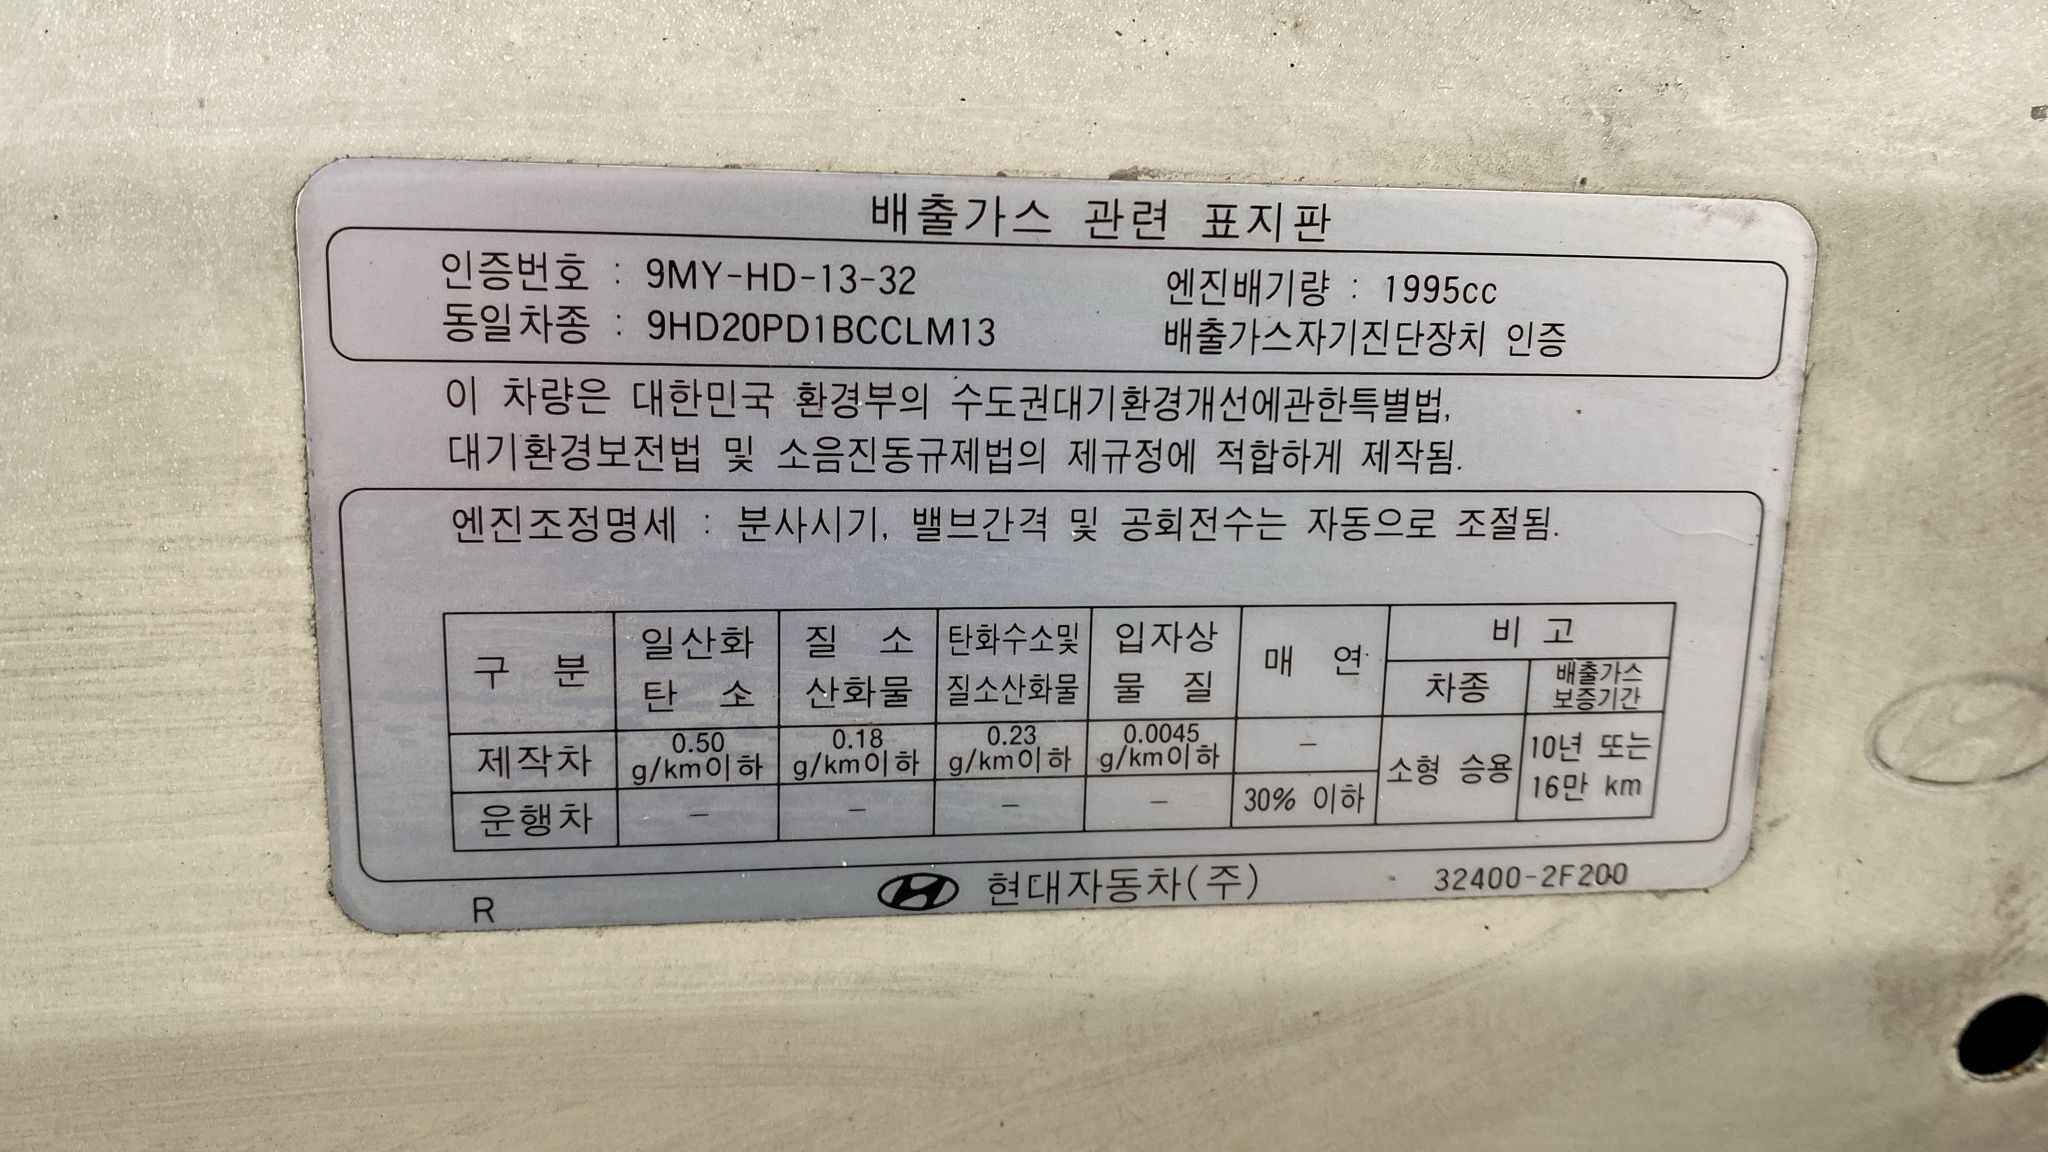 배출가스 관련 표지판
인증번호 : 9MY-HD-13-32 엔진배기량 : 1995cc
동일차종 : 9HD20PD1BCCLM13 배출가스자기진단장치 인증
이 차량은 대한민국 환경부의 수도권대기환경개선에관한특별법,
대기환경보전법 및 소음진동규제법의 제규정에 적합하게 제작됨.
엔진조정명세 : 분사시기, 밸브간격 및 공회전수는 자동으로 조절됨.
구 분 일산화 탄 소 질 소 산화물 탄화수소및 질소산화물 입자상 물 질 매 연 비 고
차종 배출가스 보증기간
제작차 0.50 g/km이하 0.18 g/km이하 0.23 g/km이하 0.0045 g/km이하 - 소형 승용 10년 또는 16만 km
운행차 - - - - 30% 이하
R 현대자동차(주) 32400-2F200